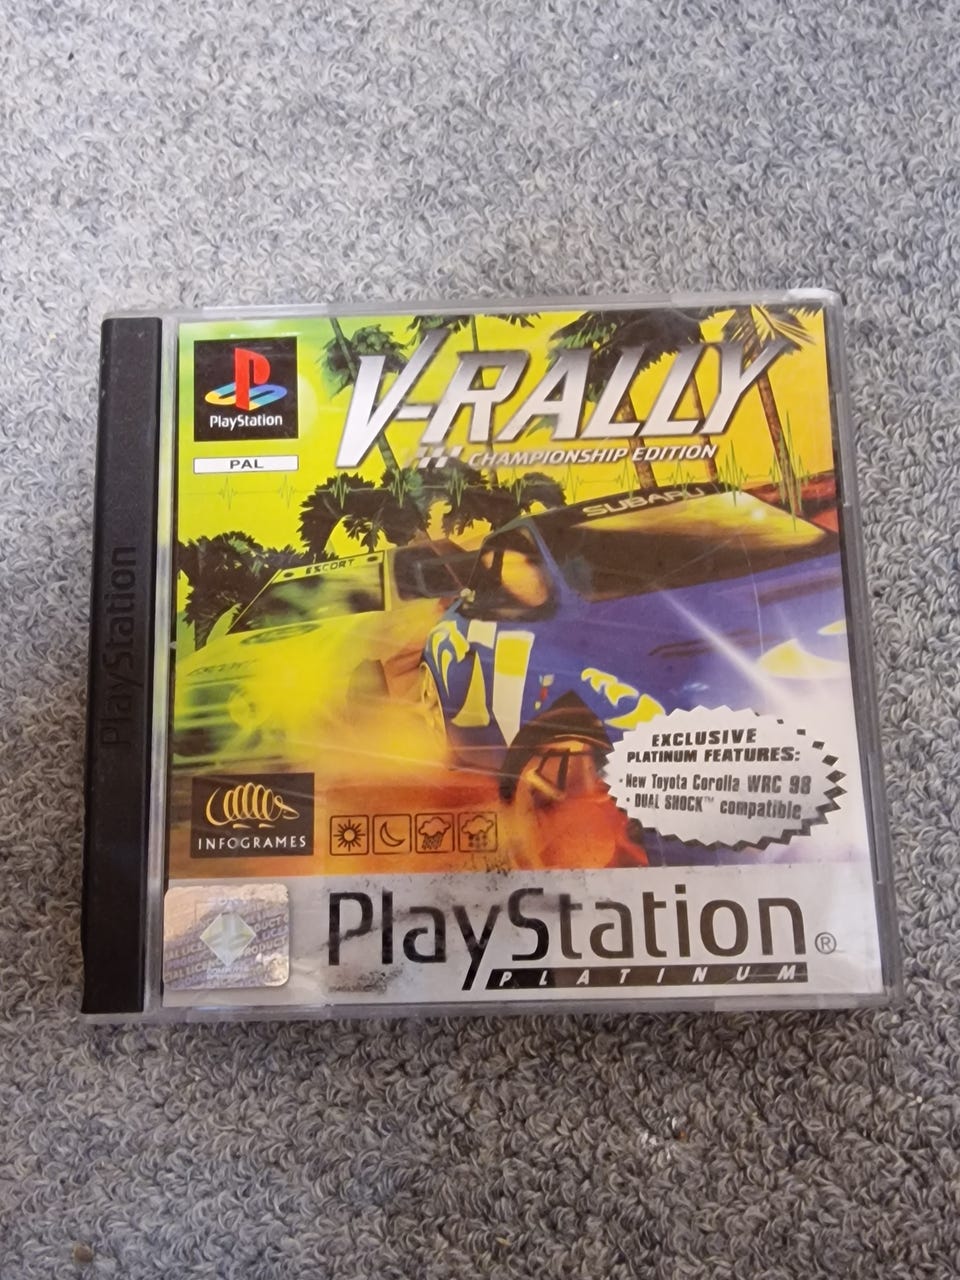 PlayStation
PlayStation
PAL
V-RALLY
CHAMPIONSHIP EDITION
SUBARU
ESCORT
EXCLUSIVE
PLATINUM FEATURES:
· New Toyota Corolla WRC 98
· DUAL SHOCK™ compatible
INFOGRAMES
PlayStation®
PLATINUM